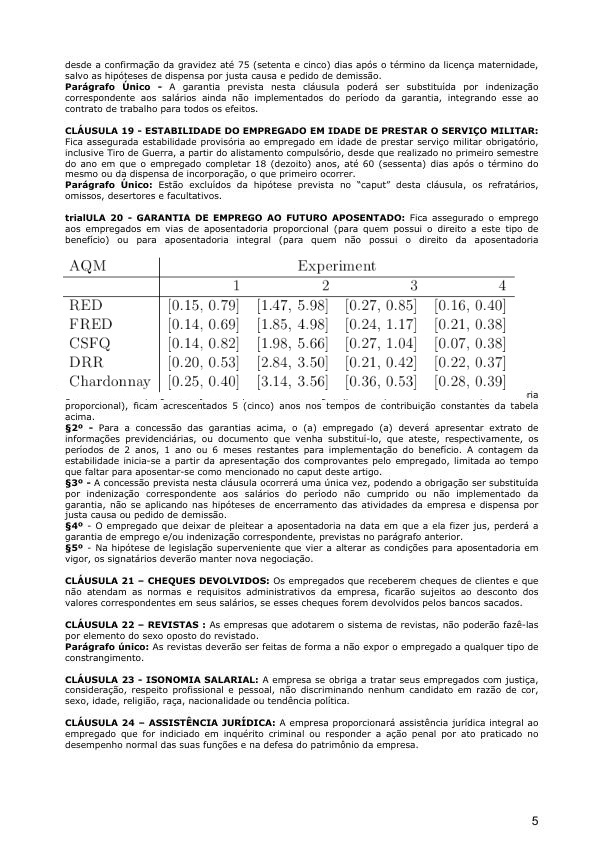 desde a confirmação da gravidez até 75 (setenta e cinco) dias após o término da licença maternidade,
salvo as hipóteses de dispensa por justa causa e pedido de demissão.
Parágrafo Único - A garantia prevista nesta cláusula poderá ser substituída por indenização
correspondente aos salários ainda não implementados do período da garantia, integrando esse ao
contrato de trabalho para todos os efeitos.
CLÁUSULA 19 - ESTABILIDADE DO EMPREGADO EM IDADE DE PRESTAR O SERVIÇO MILITAR:
Fica assegurada estabilidade provisória ao empregado em idade de prestar serviço militar obrigatório,
inclusive Tiro de Guerra, a partir do alistamento compulsório, desde que realizado no primeiro semestre
do ano em que o empregado completar 18 (dezoito) anos, até 60 (sessenta) dias após o término do
mesmo ou da dispensa de incorporação, o que primeiro ocorrer.
Parágrafo Único: Estão excluídos da hipótese prevista no “caput” desta cláusula, os refratários,
omissos, desertores e facultativos.
trialULA 20 - GARANTIA DE EMPREGO AO FUTURO APOSENTADO: Fica assegurado o emprego
aos empregados em vias de aposentadoria proporcional (para quem possui o direito a este tipo de
benefício) ou para aposentadoria integral (para quem não possui o direito da aposentadoria
AQM Experiment
1 2 3 4
RED [0.15, 0.79] [1.47, 5.98] [0.27, 0.85] [0.16, 0.40]
FRED [0.14, 0.69] [1.85, 4.98] [0.24, 1.17] [0.21, 0.38]
CSFQ [0.14, 0.82] [1.98, 5.66] [0.27, 1.04] [0.07, 0.38]
DRR [0.20, 0.53] [2.84, 3.50] [0.21, 0.42] [0.22, 0.37]
Chardonnay [0.25, 0.40] [3.14, 3.56] [0.36, 0.53] [0.28, 0.39]
ria
proporcional), ficam acrescentados 5 (cinco) anos nos tempos de contribuição constantes da tabela
acima.
§2º - Para a concessão das garantias acima, o (a) empregado (a) deverá apresentar extrato de
informações previdenciárias, ou documento que venha substituí-lo, que ateste, respectivamente, os
períodos de 2 anos, 1 ano ou 6 meses restantes para implementação do benefício. A contagem da
estabilidade inicia-se a partir da apresentação dos comprovantes pelo empregado, limitada ao tempo
que faltar para aposentar-se como mencionado no caput deste artigo.
§3º - A concessão prevista nesta cláusula ocorrerá uma única vez, podendo a obrigação ser substituída
por indenização correspondente aos salários do período não cumprido ou não implementado da
garantia, não se aplicando nas hipóteses de encerramento das atividades da empresa e dispensa por
justa causa ou pedido de demissão.
§4º - O empregado que deixar de pleitear a aposentadoria na data em que a ela fizer jus, perderá a
garantia de emprego e/ou indenização correspondente, previstas no parágrafo anterior.
§5º - Na hipótese de legislação superveniente que vier a alterar as condições para aposentadoria em
vigor, os signatários deverão manter nova negociação.
CLÁUSULA 21 – CHEQUES DEVOLVIDOS: Os empregados que receberem cheques de clientes e que
não atendam as normas e requisitos administrativos da empresa, ficarão sujeitos ao desconto dos
valores correspondentes em seus salários, se esses cheques forem devolvidos pelos bancos sacados.
CLÁUSULA 22 – REVISTAS : As empresas que adotarem o sistema de revistas, não poderão fazê-las
por elemento do sexo oposto do revistado.
Parágrafo único: As revistas deverão ser feitas de forma a não expor o empregado a qualquer tipo de
constrangimento.
CLÁUSULA 23 - ISONOMIA SALARIAL: A empresa se obriga a tratar seus empregados com justiça,
consideração, respeito profissional e pessoal, não discriminando nenhum candidato em razão de cor,
sexo, idade, religião, raça, nacionalidade ou tendência política.
CLÁUSULA 24 – ASSISTÊNCIA JURÍDICA: A empresa proporcionará assistência jurídica integral ao
empregado que for indiciado em inquérito criminal ou responder a ação penal por ato praticado no
desempenho normal das suas funções e na defesa do patrimônio da empresa.
5